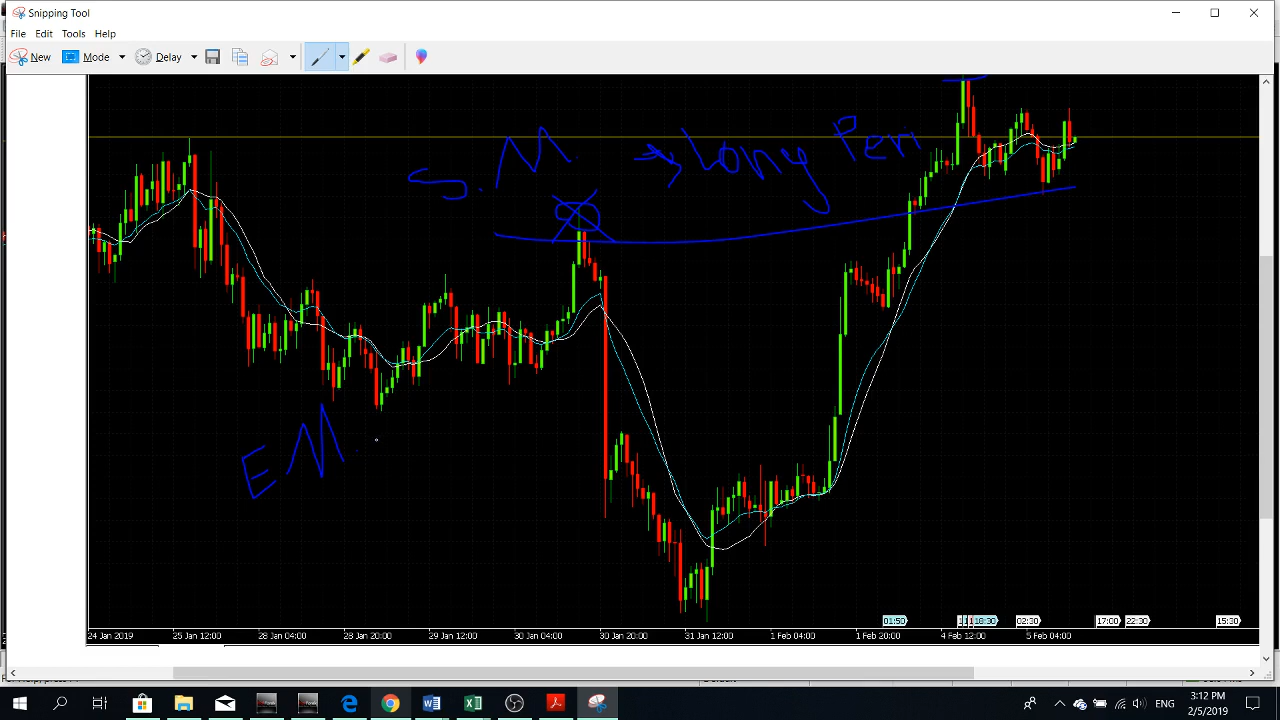 Snipping Tool
File Edit Tools Help
New Mode Delay
S. M. → Long Peri
EM.
01:50 18:30 02:30 17:00 22:30 15:30
24 Jan 2019 25 Jan 12:00 28 Jan 04:00 28 Jan 20:00 29 Jan 12:00 30 Jan 04:00 30 Jan 20:00 31 Jan 12:00 1 Feb 04:00 1 Feb 20:00 4 Feb 12:00 5 Feb 04:00
3:12 PM
2/5/2019